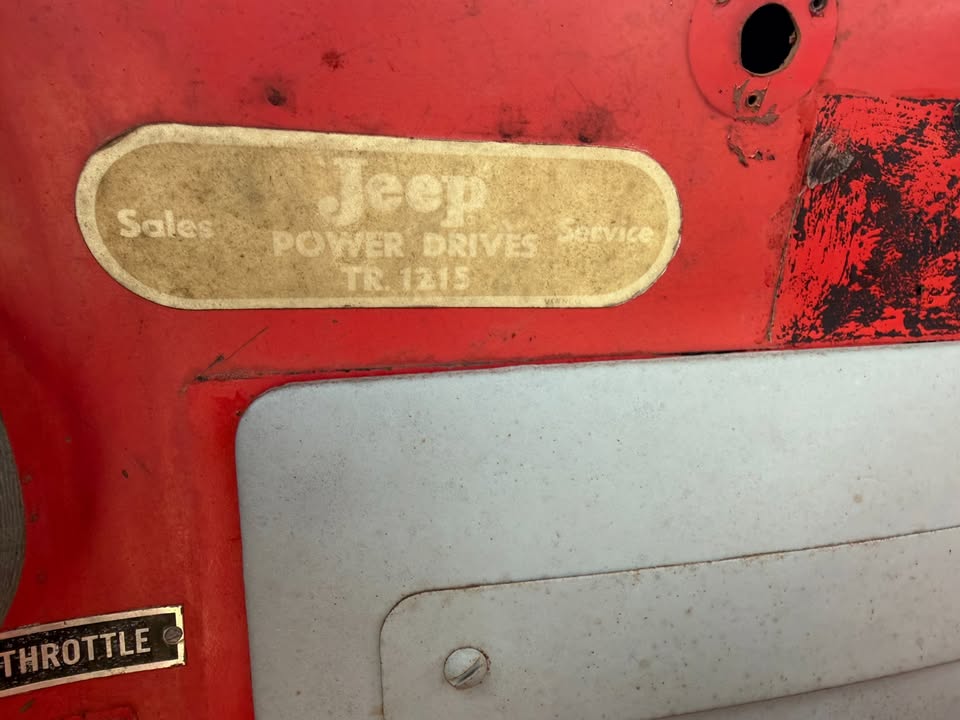 Jeep
Sales POWER DRIVES Service
TR. 1215
THROTTLE